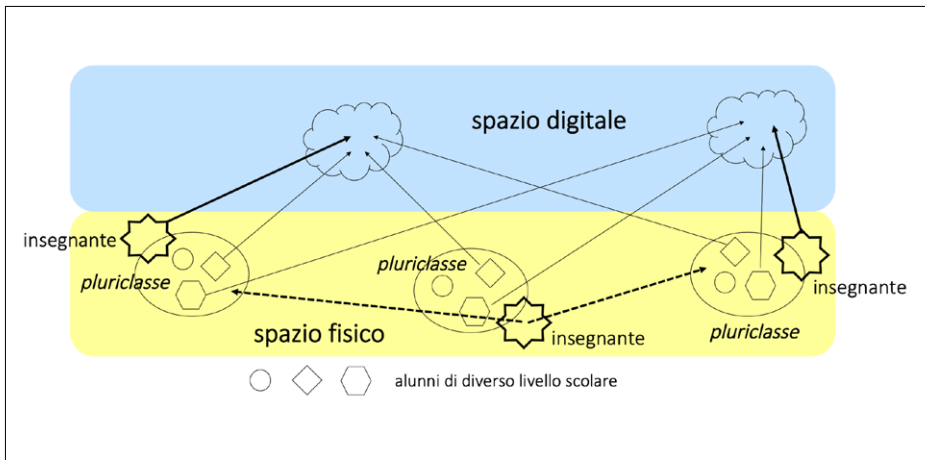 spazio digitale
insegnante
pluriclasse
pluriclasse
insegnante
spazio fisico
insegnante
pluriclasse
alunni di diverso livello scolare